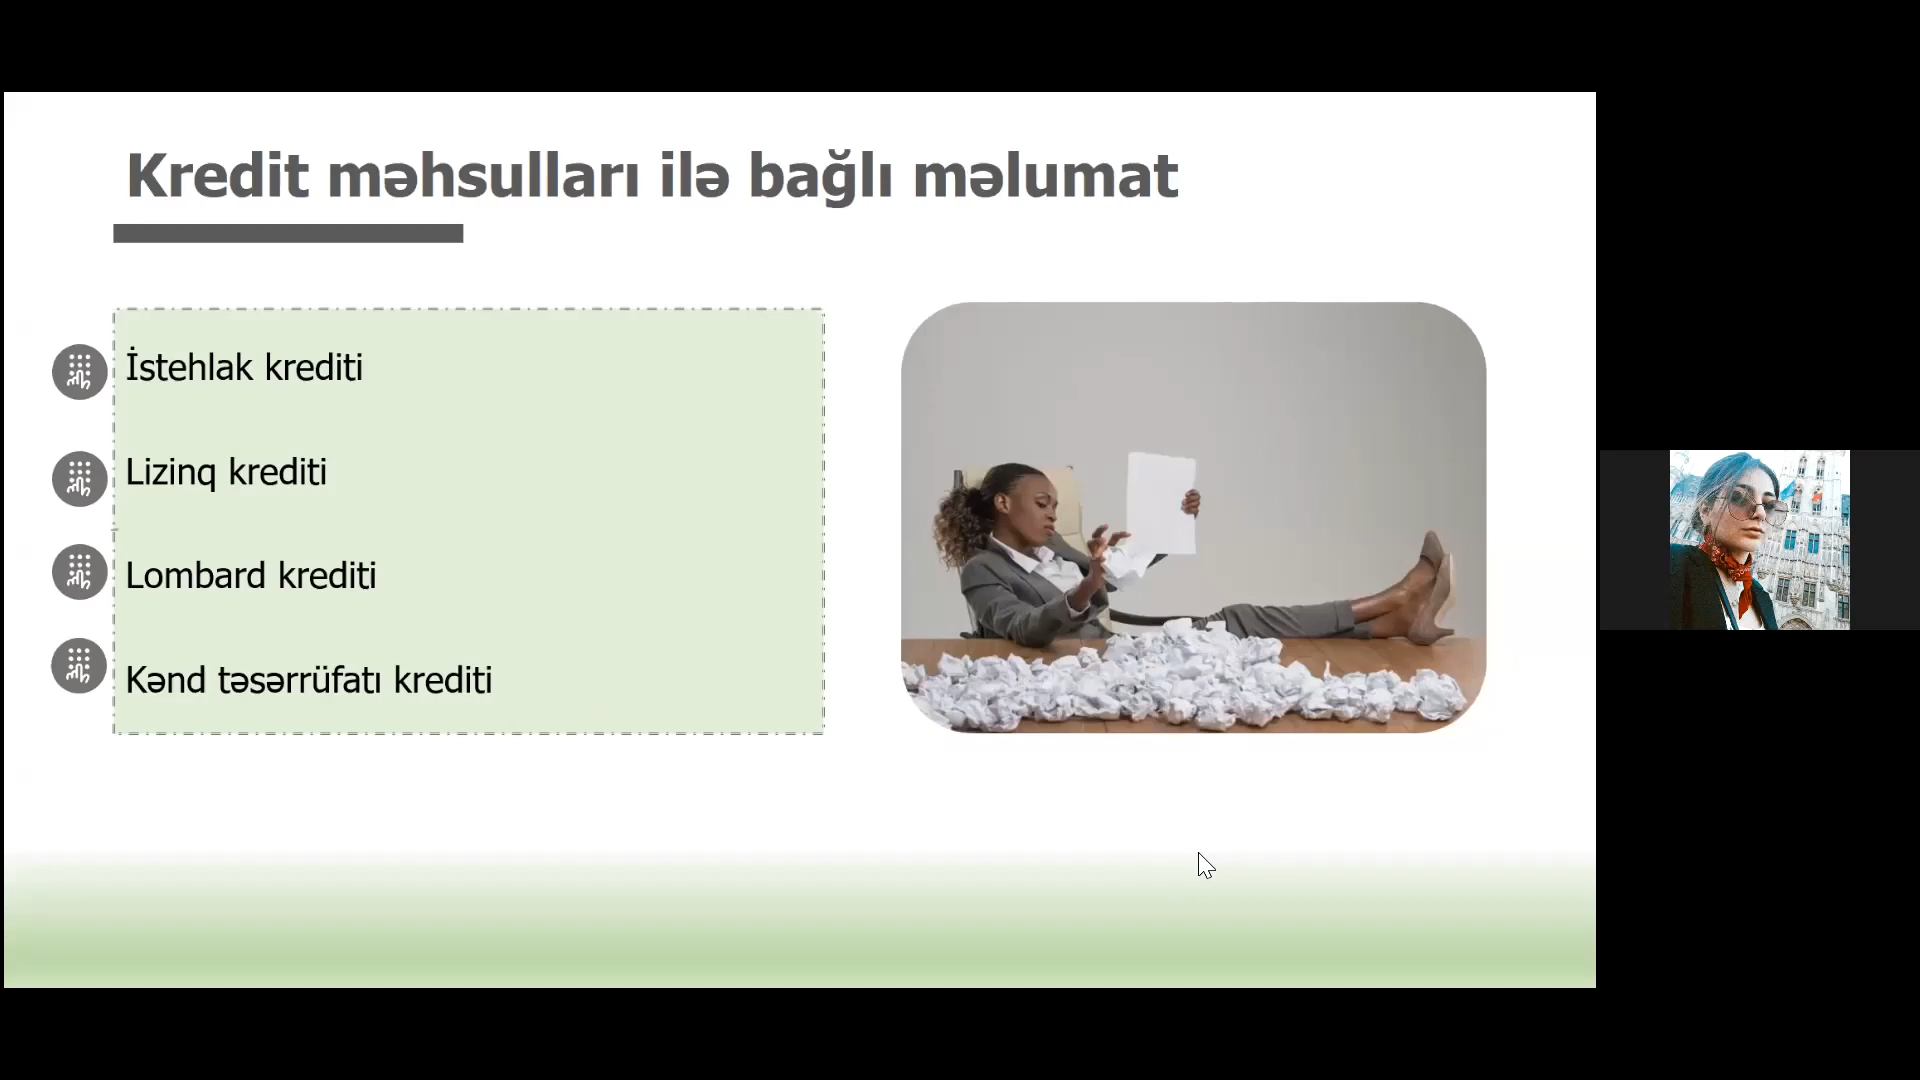 Kredit məhsulları ilə bağlı məlumat
İstehlak krediti
Lizinq krediti
Lombard krediti
Kənd təsərrüfatı krediti